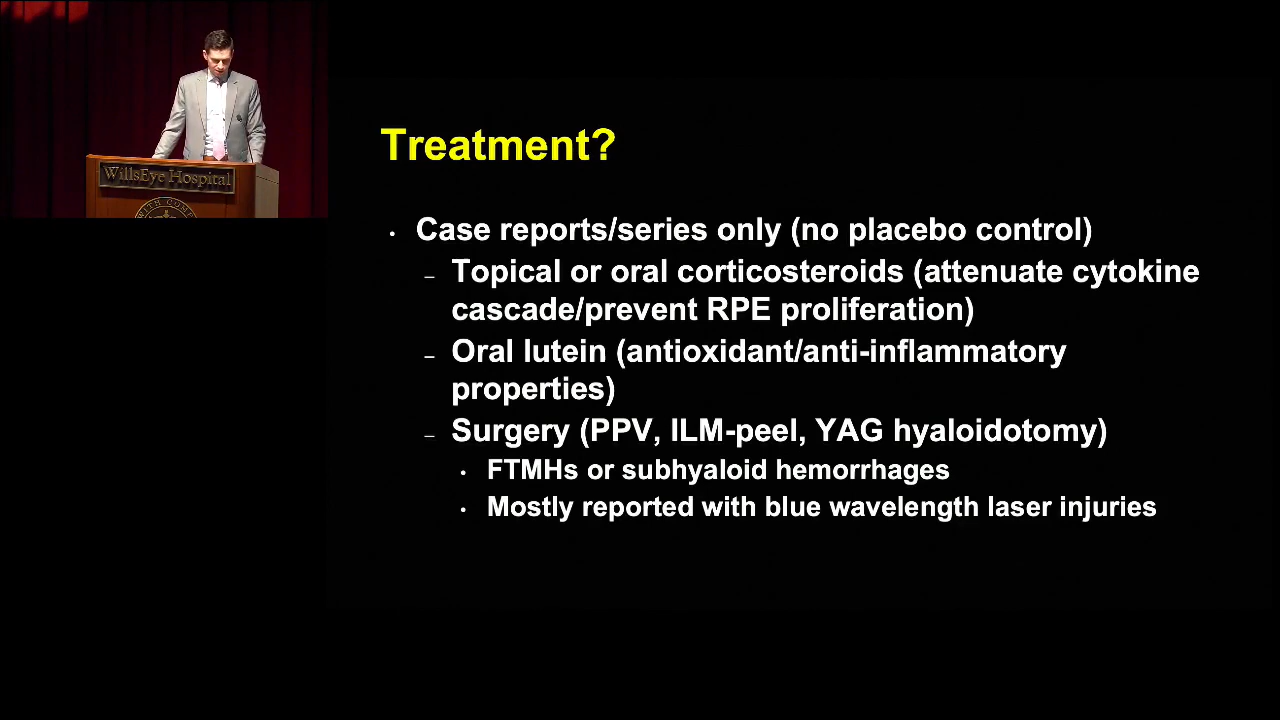 WillsEye Hospital
WITH COMP
Treatment?
• Case reports/series only (no placebo control)
– Topical or oral corticosteroids (attenuate cytokine
cascade/prevent RPE proliferation)
– Oral lutein (antioxidant/anti-inflammatory
properties)
– Surgery (PPV, ILM-peel, YAG hyaloidotomy)
• FTMHs or subhyaloid hemorrhages
• Mostly reported with blue wavelength laser injuries